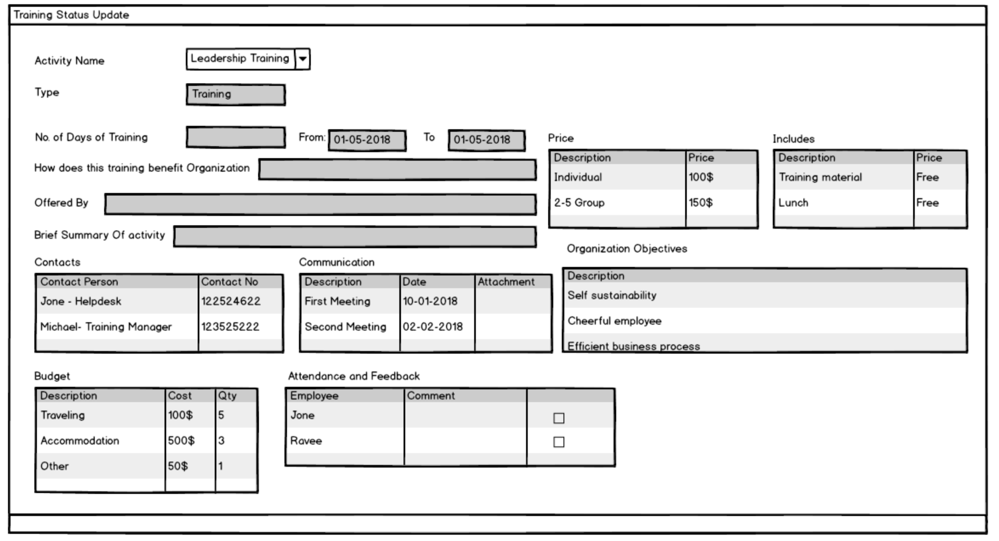 Training Status Update
Activity Name
Leadership Training
Type
Training
No. of Days of Training
From:
01-05-2018
To
01-05-2018
How does this training benefit Organization
Offered By
Brief Summary Of activity
Price
Description Price
Individual 100$
2-5 Group 150$
Includes
Description Price
Training material Free
Lunch Free
Contacts
Contact Person Contact No
Jone - Helpdesk 122524622
Michael- Training Manager 123525222
Communication
Description Date Attachment
First Meeting 10-01-2018
Second Meeting 02-02-2018
Organization Objectives
Description
Self sustainability
Cheerful employee
Efficient business process
Budget
Description Cost Qty
Traveling 100$ 5
Accommodation 500$ 3
Other 50$ 1
Attendance and Feedback
Employee Comment
Jone
Ravee